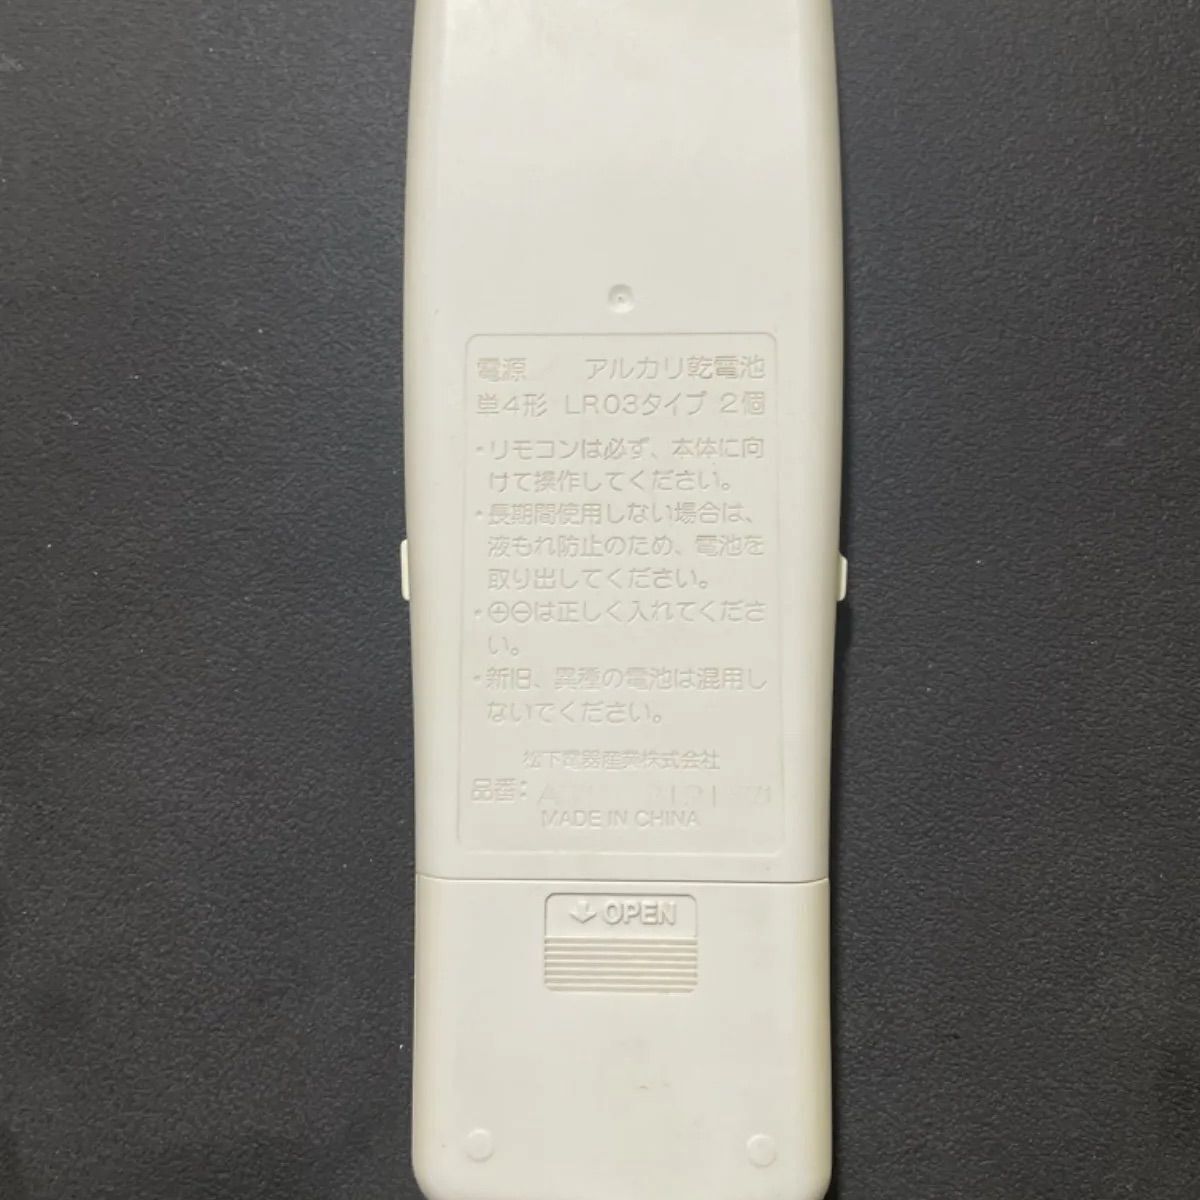 電源 アルカリ乾電池
単4形 LR03タイプ 2個
・リモコンは必ず、本体に向
けて操作してください。
・長期間使用しない場合は、
液もれ防止のため、電池を
取り出してください。
・⊕⊖は正しく入れてくださ
い。
・新旧、異種の電池は混用し
ないでください。
松下電器産業株式会社
品番:
MADE IN CHINA
↓ OPEN